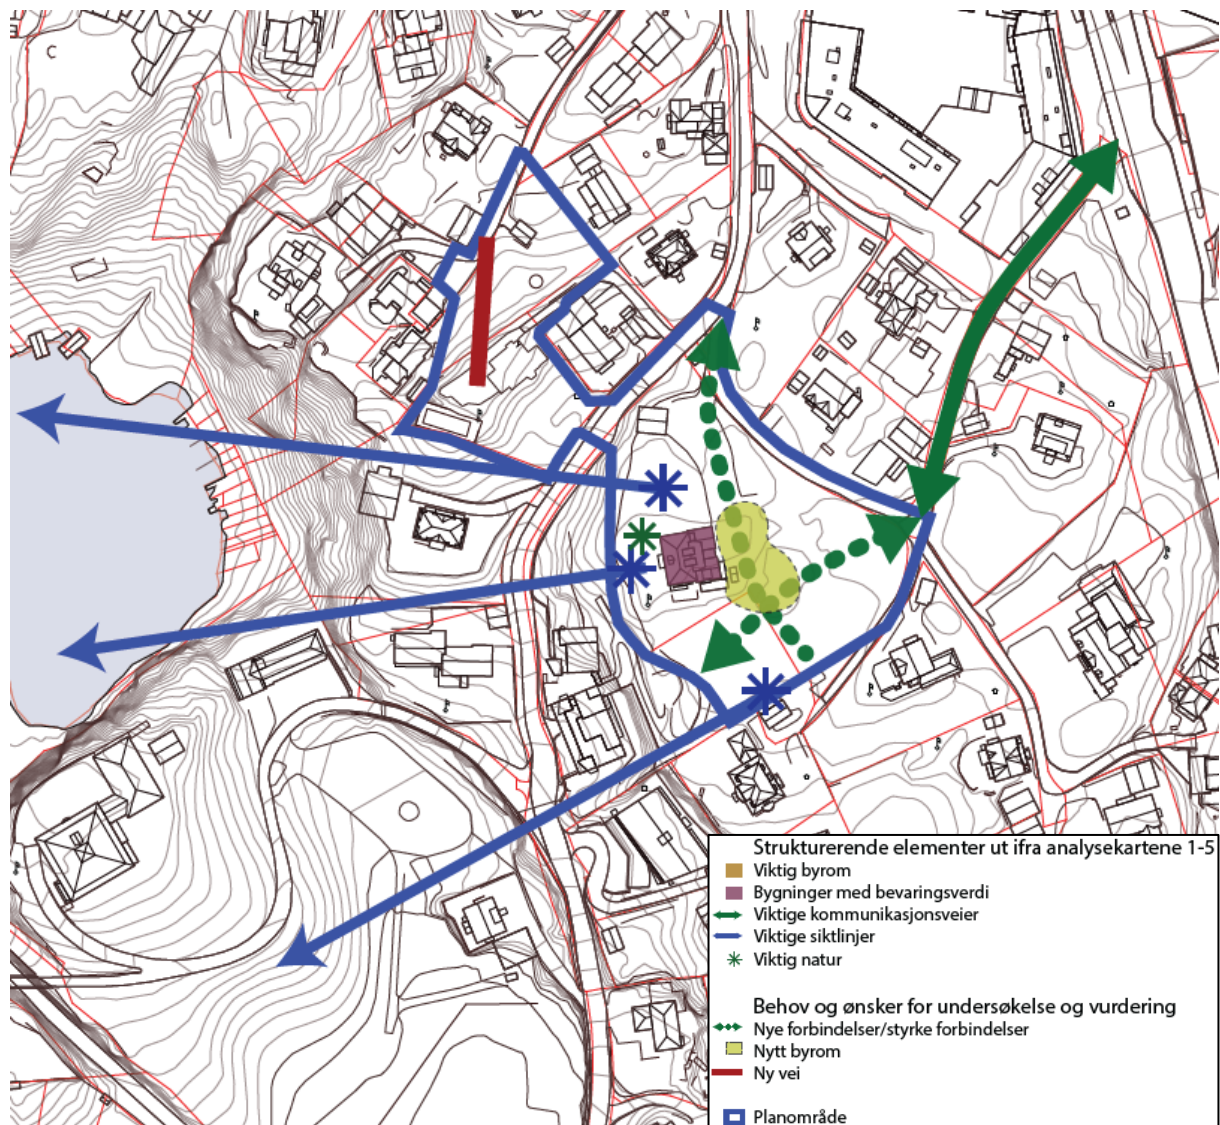 C
Strukturerende elementer ut ifra analysekartene 1-5
Viktig byrom
Bygninger med bevaringsverdi
Viktige kommunikasjonsveier
Viktige siktlinjer
Viktig natur
Behov og ønsker for undersøkelse og vurdering
Nye forbindelser/styrke forbindelser
Nytt byrom
Ny vei
Planområde